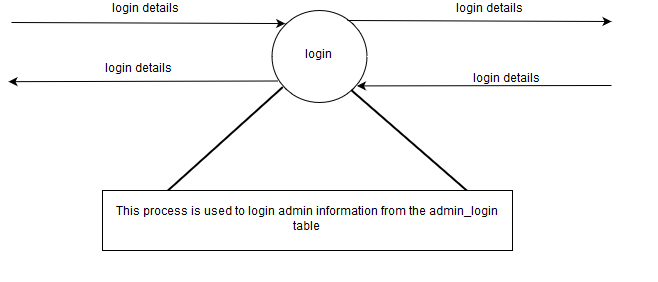 login details
login details
login
login details
login details
This process is used to login admin information from the admin_login
table